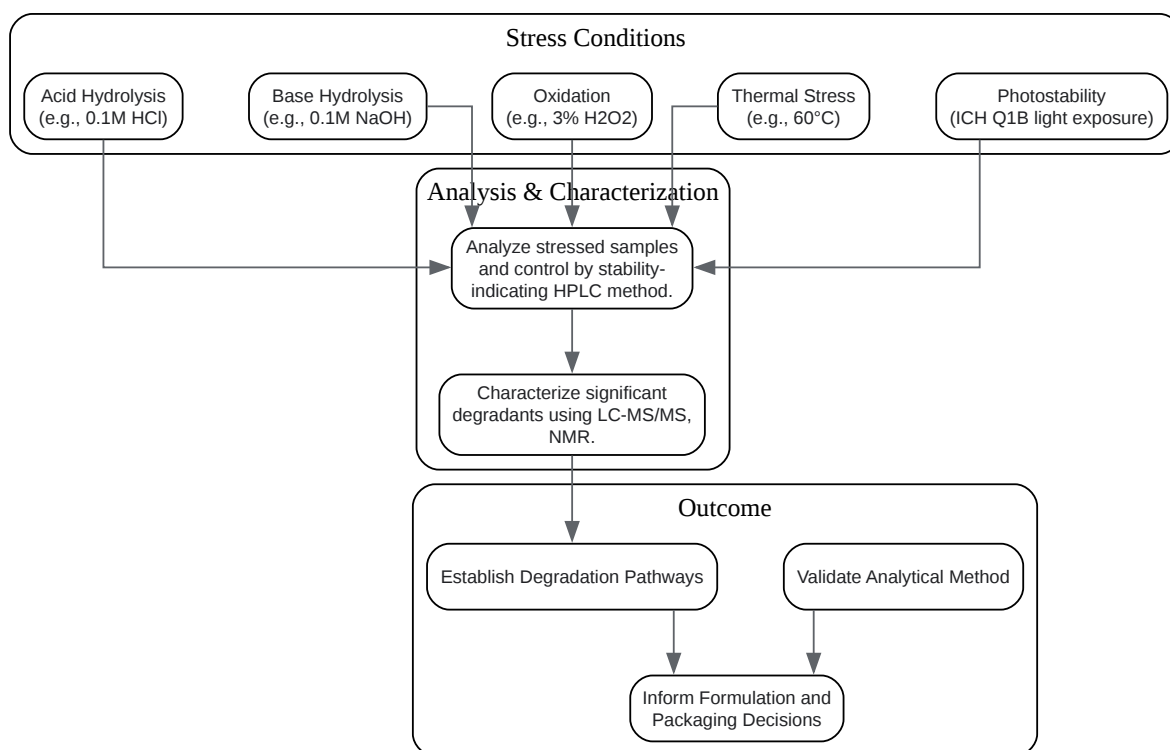 Stress Conditions
Acid Hydrolysis
(e.g., 0.1M HCl)
Base Hydrolysis
(e.g., 0.1M NaOH)
Oxidation
(e.g., 3% H2O2)
Thermal Stress
(e.g., 60°C)
Photostability
(ICH Q1B light exposure)
Analysis & Characterization
Analyze stressed samples
and control by stability-
indicating HPLC method.
Characterize significant
degradants using LC-MS/MS,
NMR.
Outcome
Establish Degradation Pathways
Validate Analytical Method
Inform Formulation and
Packaging Decisions